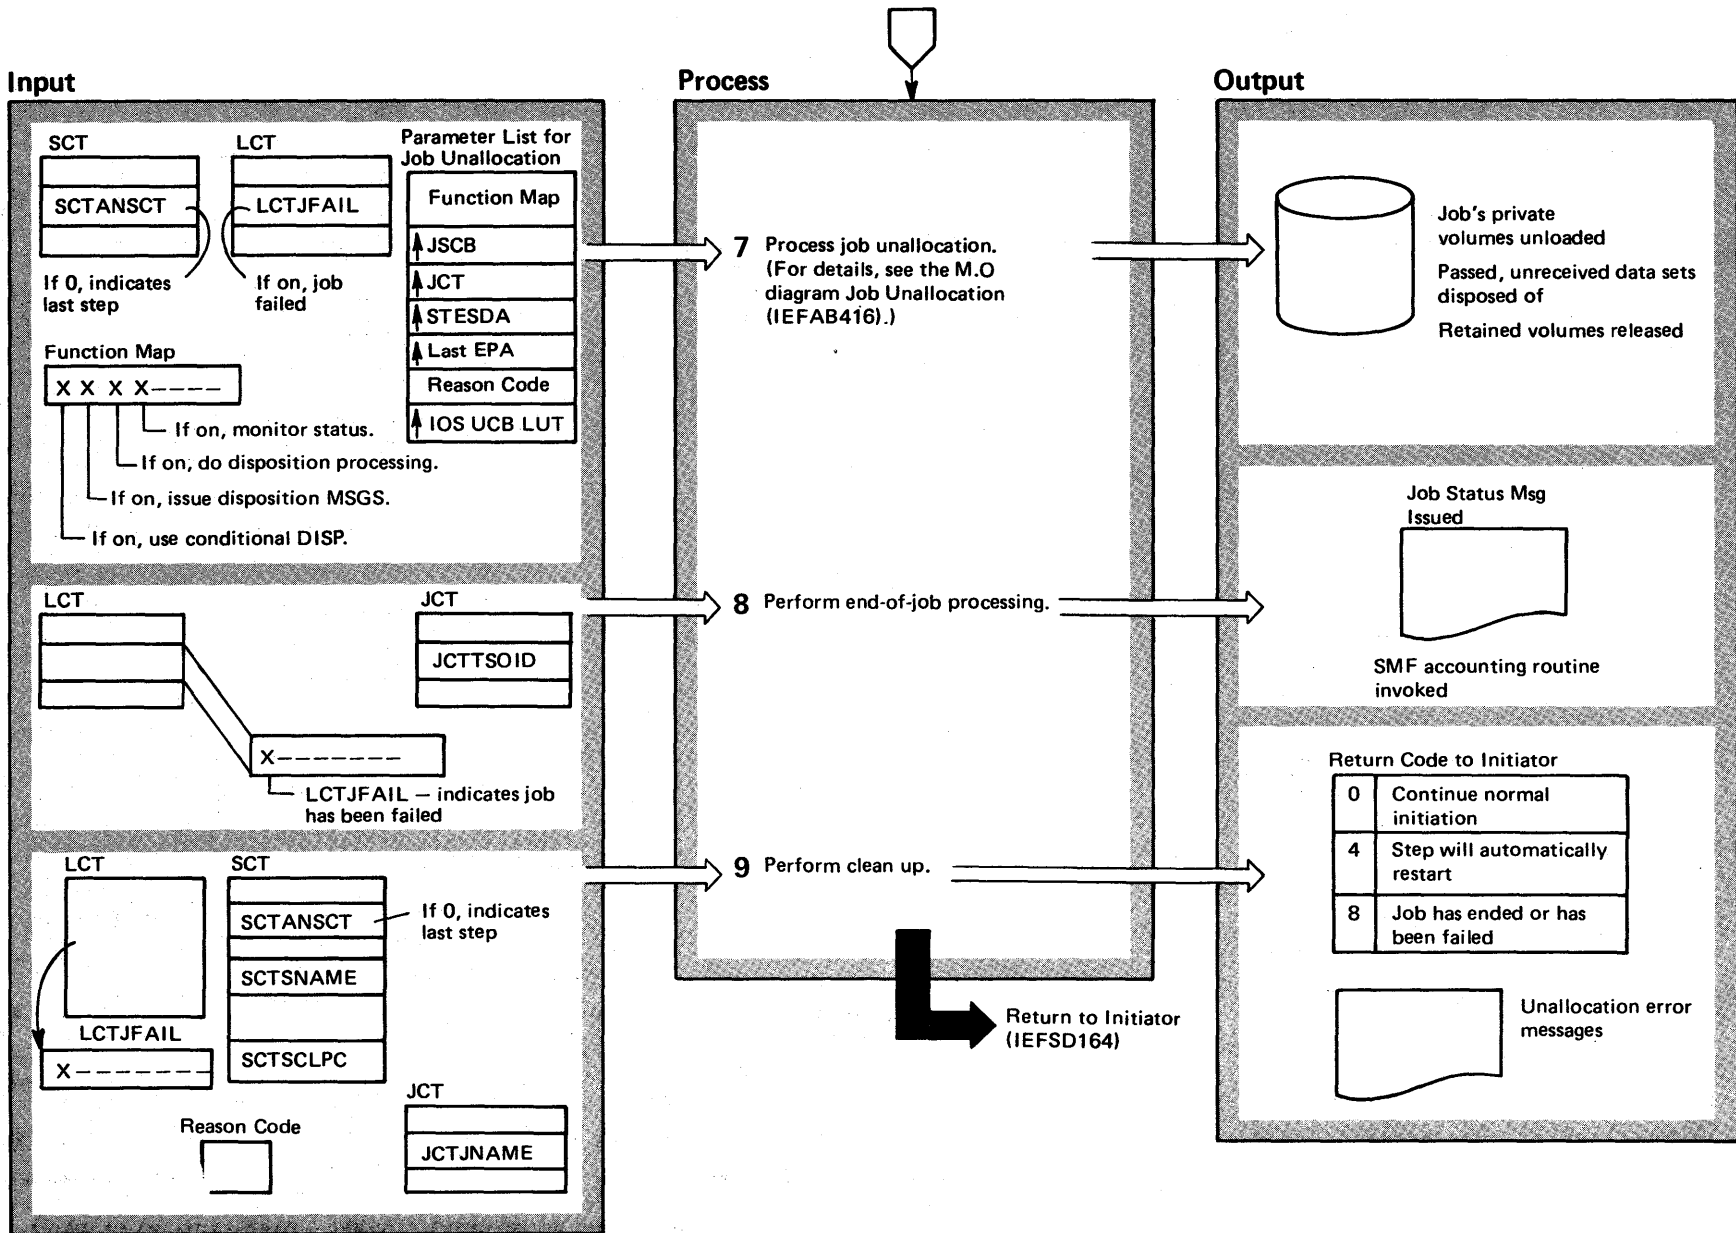 Input
Process
Output
SCT
SCTANSCT
If 0, indicates
last step
LCT
LCTJFAIL
If on, job
failed
Parameter List for
Job Unallocation
Function Map
JSCB
JCT
STESDA
Last EPA
Reason Code
IOS UCB LUT
Function Map
X X X X----
If on, monitor status.
If on, do disposition processing.
If on, issue disposition MSGS.
If on, use conditional DISP.
7 Process job unallocation.
(For details, see the M.O
diagram Job Unallocation
(IEFAB416).)
Job's private
volumes unloaded
Passed, unreceived data sets
disposed of
Retained volumes released
LCT
JCT
JCTTSOID
X-------
LCTJFAIL — indicates job
has been failed
8 Perform end-of-job processing.
Job Status Msg
Issued
SMF accounting routine
invoked
LCT
LCTJFAIL
X--------
SCT
SCTANSCT
SCTSNAME
SCTSCLPC
If 0, indicates
last step
Reason Code
JCT
JCTJNAME
9 Perform clean up.
Return to Initiator
(IEFSD164)
Return Code to Initiator
0 Continue normal
initiation
4 Step will automatically
restart
8 Job has ended or has
been failed
Unallocation error
messages